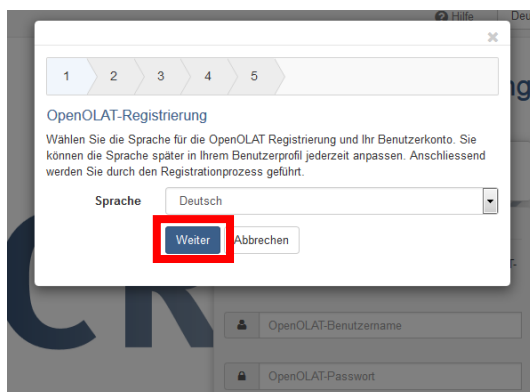 Hilfe
Deu
ng
1 2 3 4 5
OpenOLAT-Registrierung
Wählen Sie die Sprache für die OpenOLAT Registrierung und Ihr Benutzerkonto. Sie
können die Sprache später in Ihrem Benutzerprofil jederzeit anpassen. Anschliessend
werden Sie durch den Registrationprozess geführt.
Sprache Deutsch
Weiter Abbrechen
CR
OpenOLAT-Benutzername
OpenOLAT-Passwort